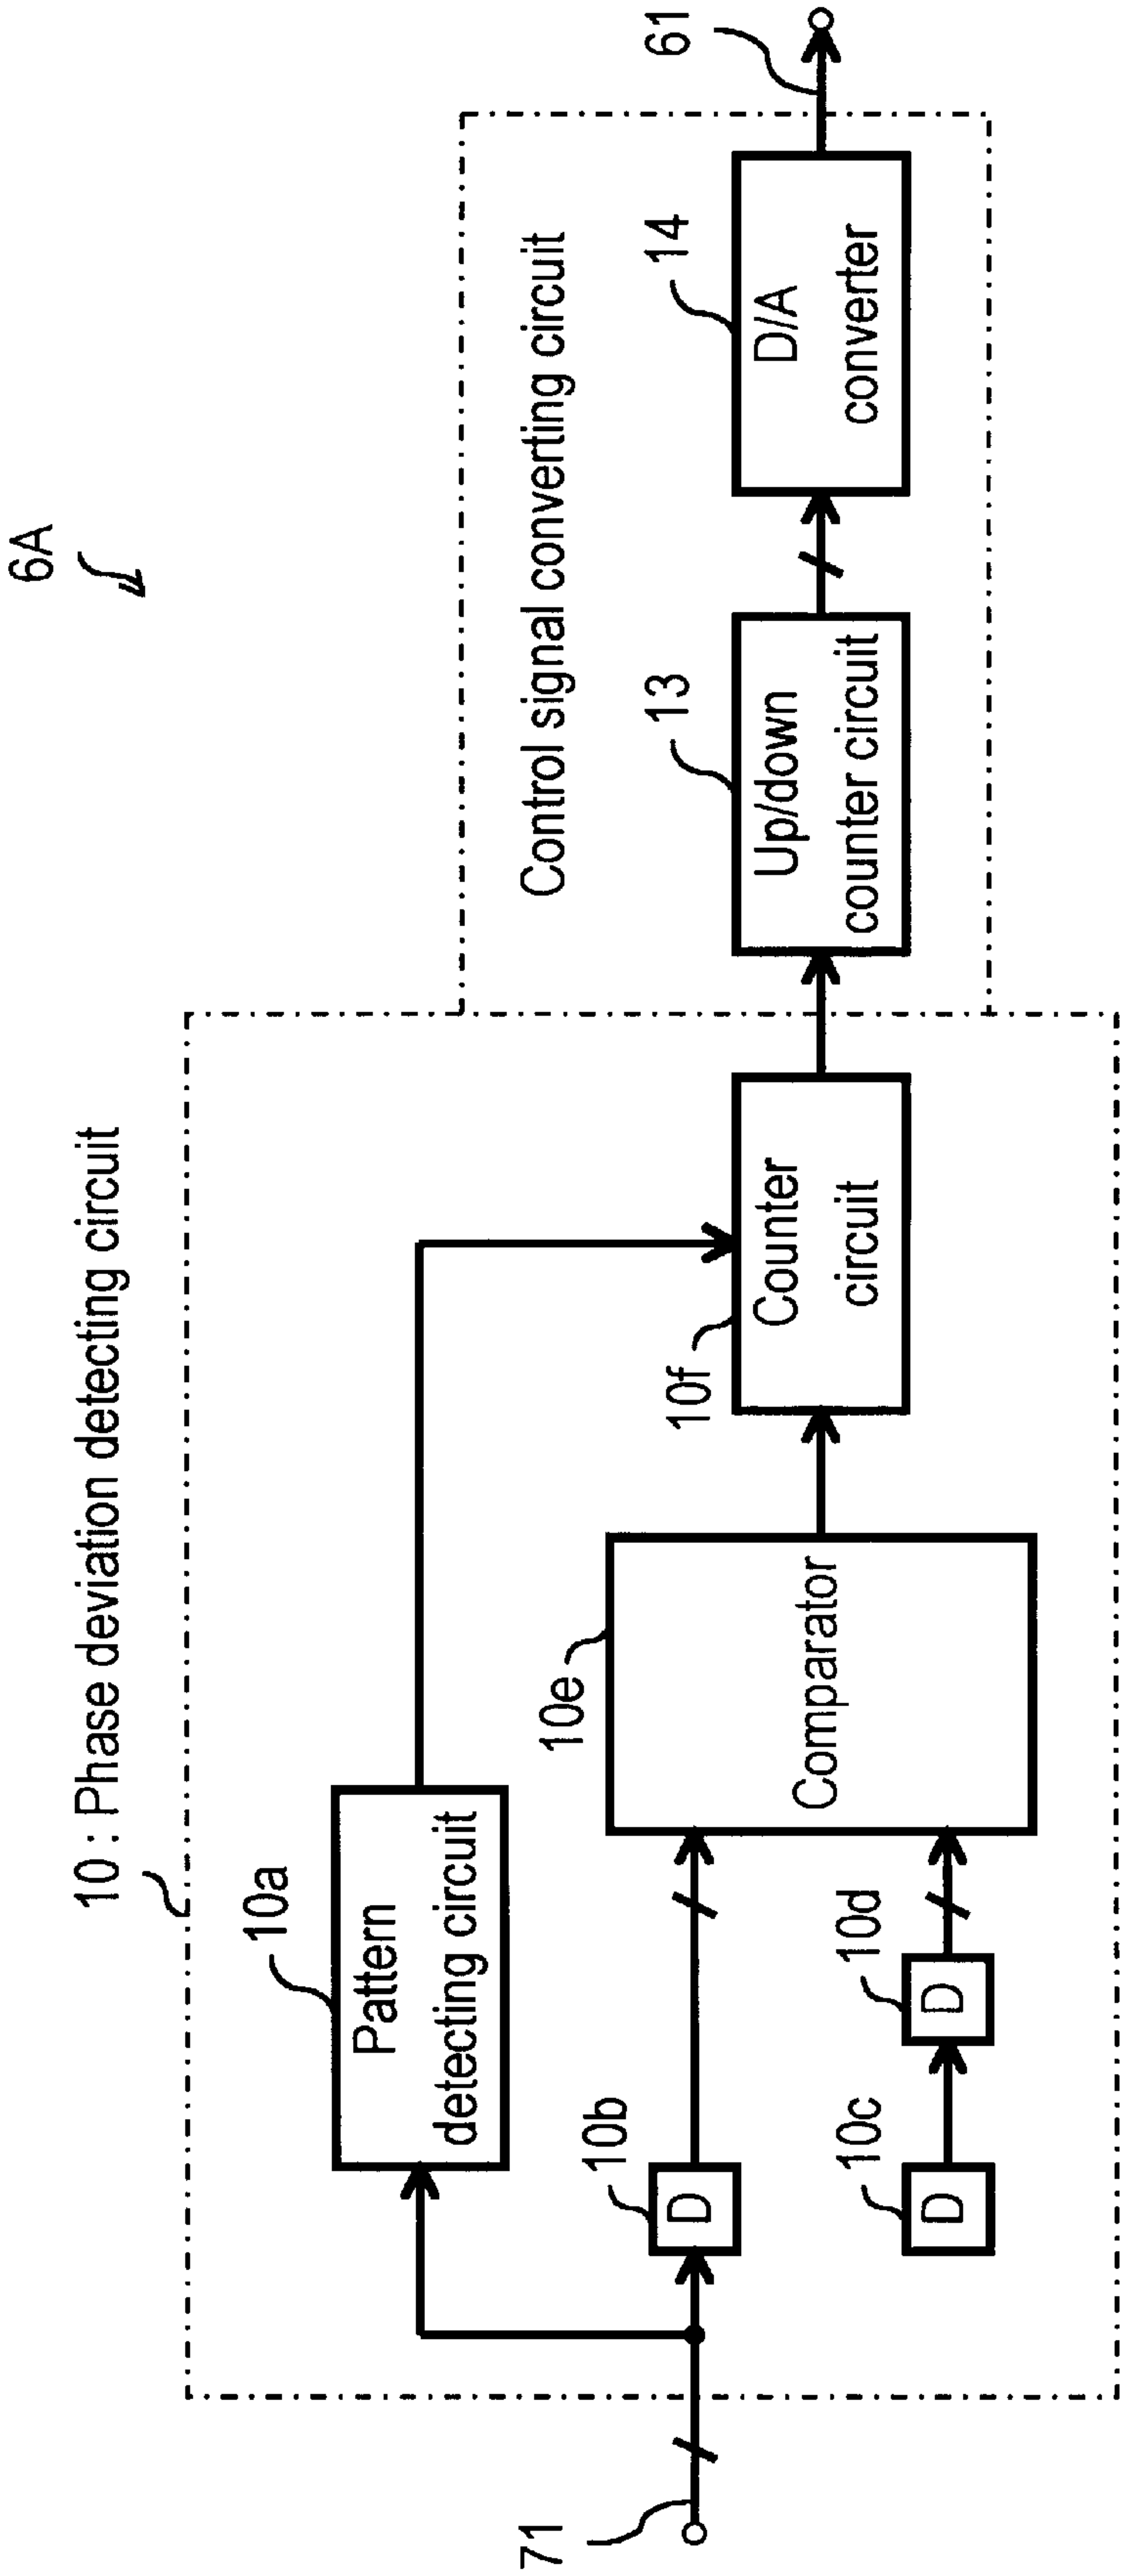 6A
10 : Phase deviation detecting circuit
Control signal converting circuit
10a
Pattern
detecting circuit
71
10b
D
10c
D
10d
D
10e
Comparator
10f
Counter
circuit
13
Up/down
counter circuit
14
D/A
converter
61